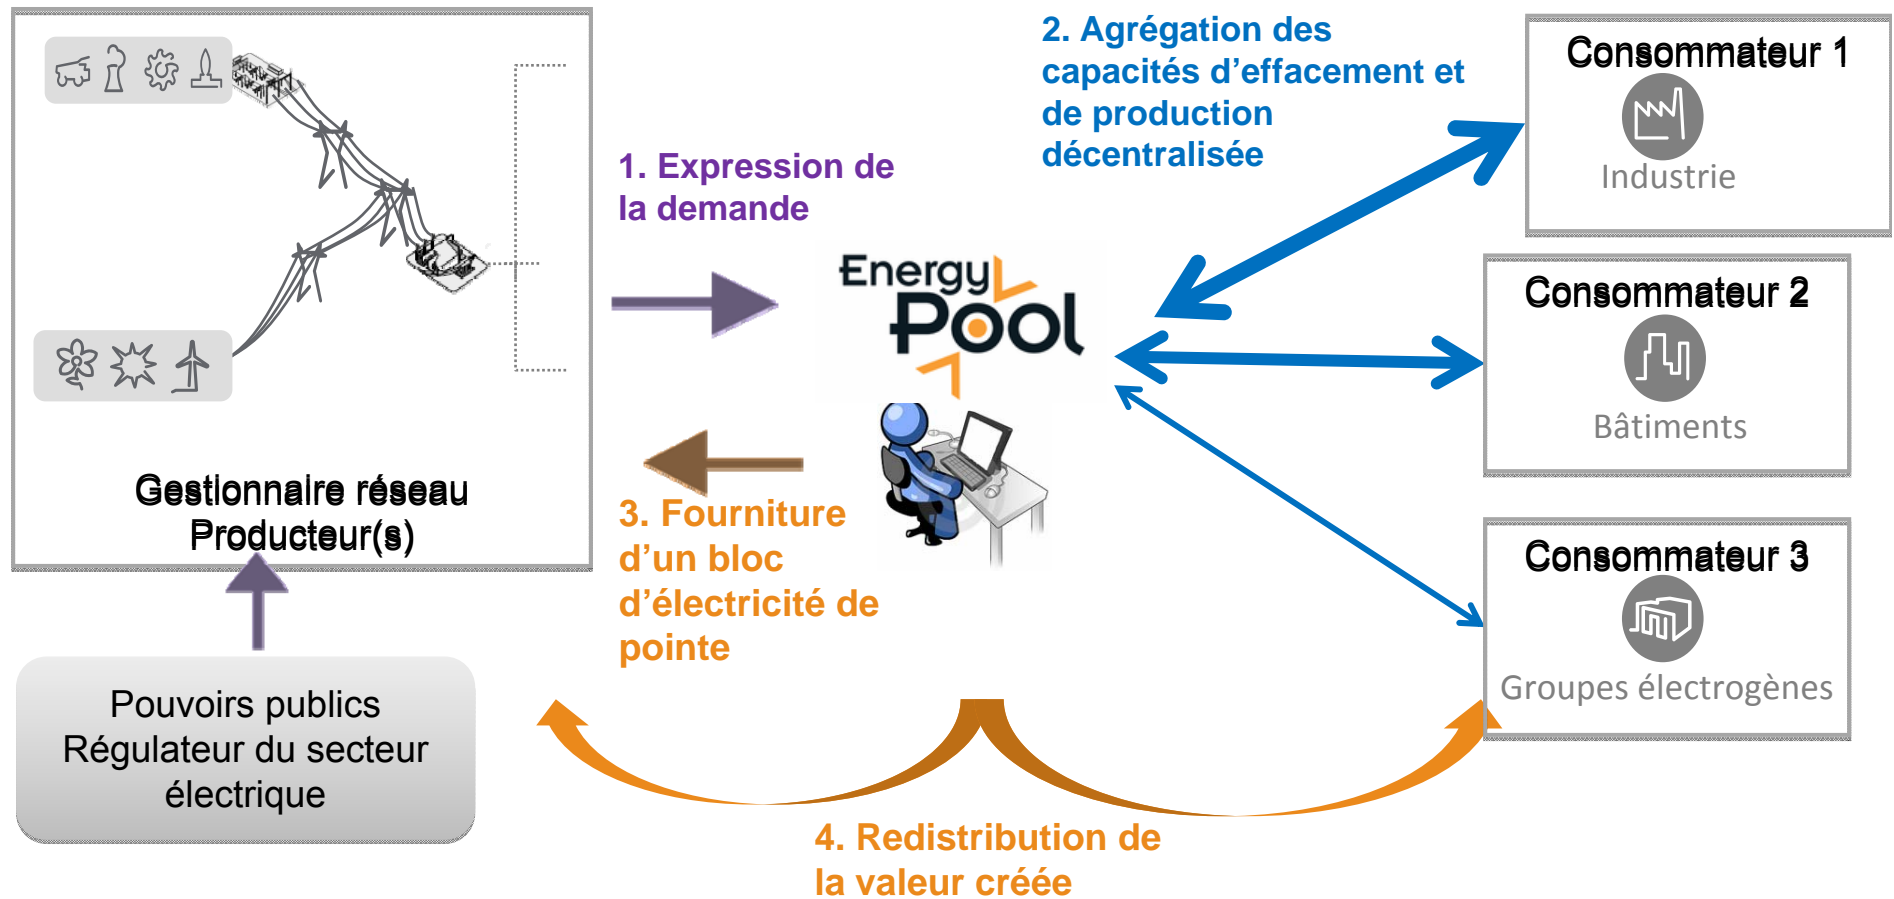 Gestionnaire réseau
Producteur(s)
Pouvoirs publics
Régulateur du secteur
électrique
1. Expression de
la demande
Energy
Pool
3. Fourniture
d’un bloc
d’électricité de
pointe
2. Agrégation des
capacités d’effacement et
de production
décentralisée
4. Redistribution de
la valeur créée
Consommateur 1
Industrie
Consommateur 2
Bâtiments
Consommateur 3
Groupes électrogènes